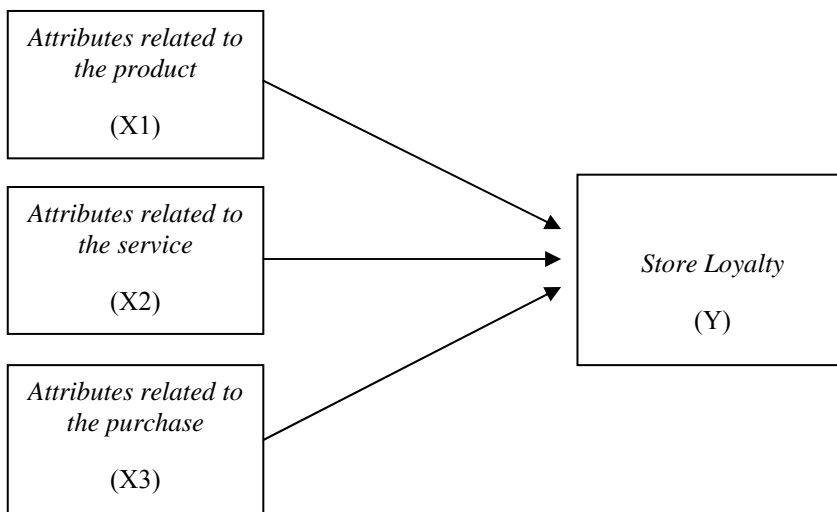 Attributes related to
the product
(X1)
Attributes related to
the service
(X2)
Attributes related to
the purchase
(X3)
Store Loyalty
(Y)